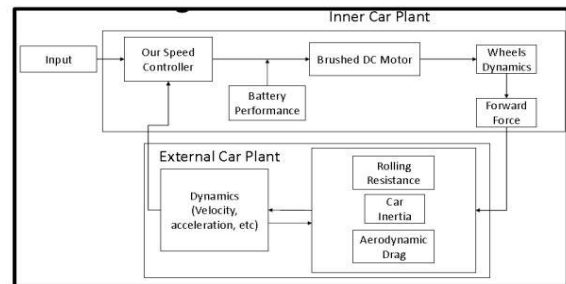 Inner Car Plant
Input
Our Speed
Controller
Brushed DC Motor
Wheels
Dynamics
Battery
Performance
Forward
Force
External Car Plant
Dynamics
(Velocity,
acceleration, etc)
Rolling
Resistance
Car
Inertia
Aerodynamic
Drag